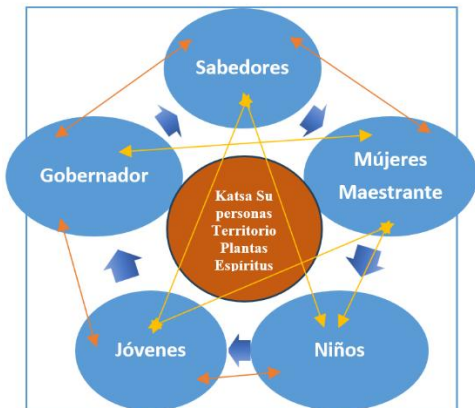 Sabedores
Gobernador
Mújeres
Maestrante
Katsa Su
personas
Territorio
Plantas
Espíritus
Jóvenes
Niños